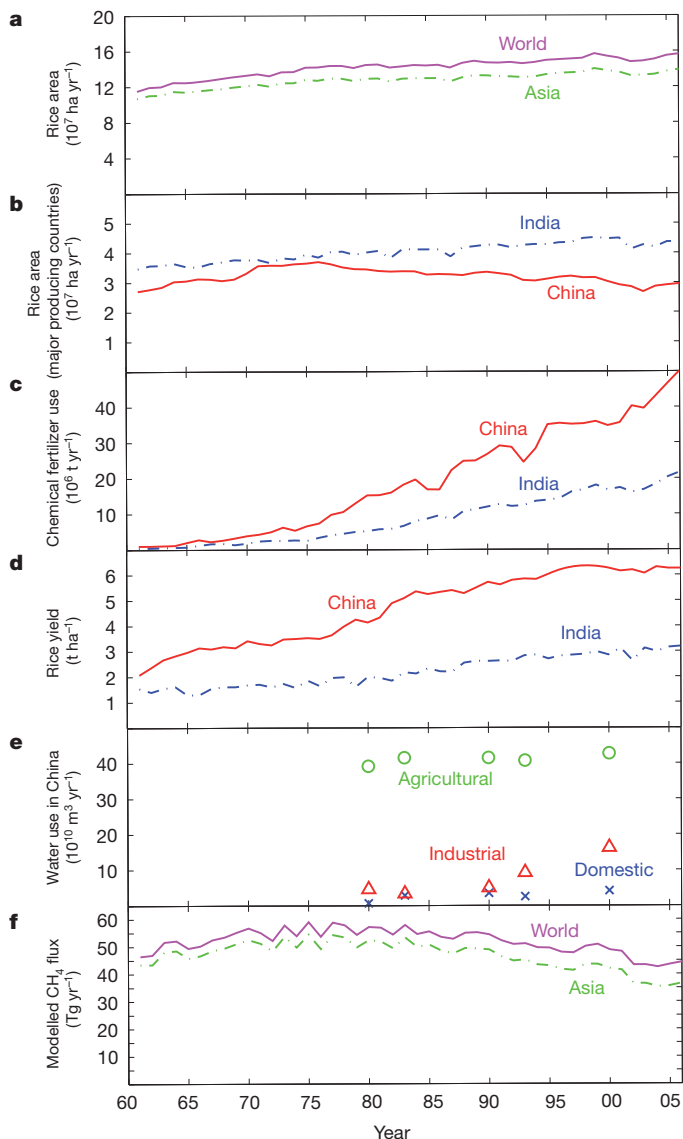 a
Rice area
(10⁷ ha yr⁻¹)
20
16
12
8
4
World
Asia
b
Rice area
(major producing countries)
(10⁷ ha yr⁻¹)
5
4
3
2
1
India
China
c
Chemical fertilizer use
(10⁶ t yr⁻¹)
40
30
20
10
China
India
d
Rice yield
(t ha⁻¹)
6
5
4
3
2
1
China
India
e
Water use in China
(10¹⁰ m³ yr⁻¹)
40
30
20
10
Agricultural
Industrial
Domestic
f
Modelled CH₄ flux
(Tg yr⁻¹)
60
50
40
30
20
10
World
Asia
60 65 70 75 80 85 90 95 00 05
Year